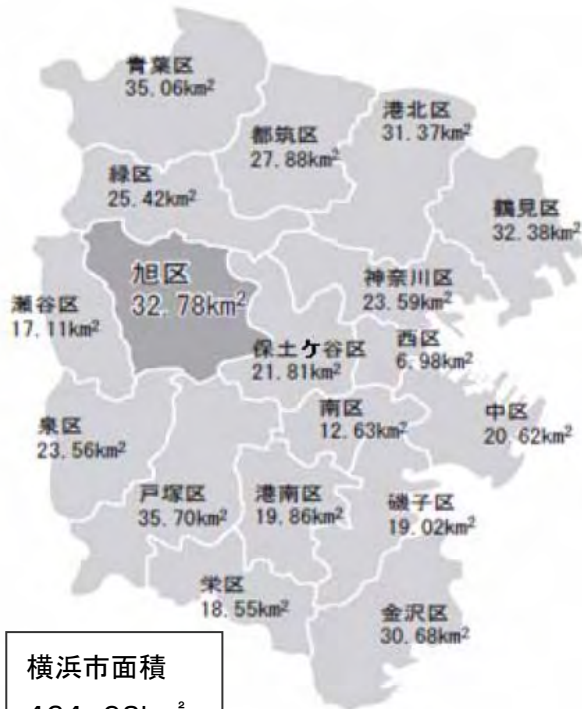 青葉区
35.06km²
都筑区
27.88km²
港北区
31.37km²
緑区
25.42km²
鶴見区
32.38km²
旭区
32.78km²
神奈川区
23.59km²
瀬谷区
17.11km²
保土ケ谷区
21.81km²
西区
6.98km²
泉区
23.56km²
南区
12.63km²
中区
20.62km²
戸塚区
35.70km²
港南区
19.86km²
磯子区
19.02km²
栄区
18.55km²
金沢区
30.68km²
横浜市面積